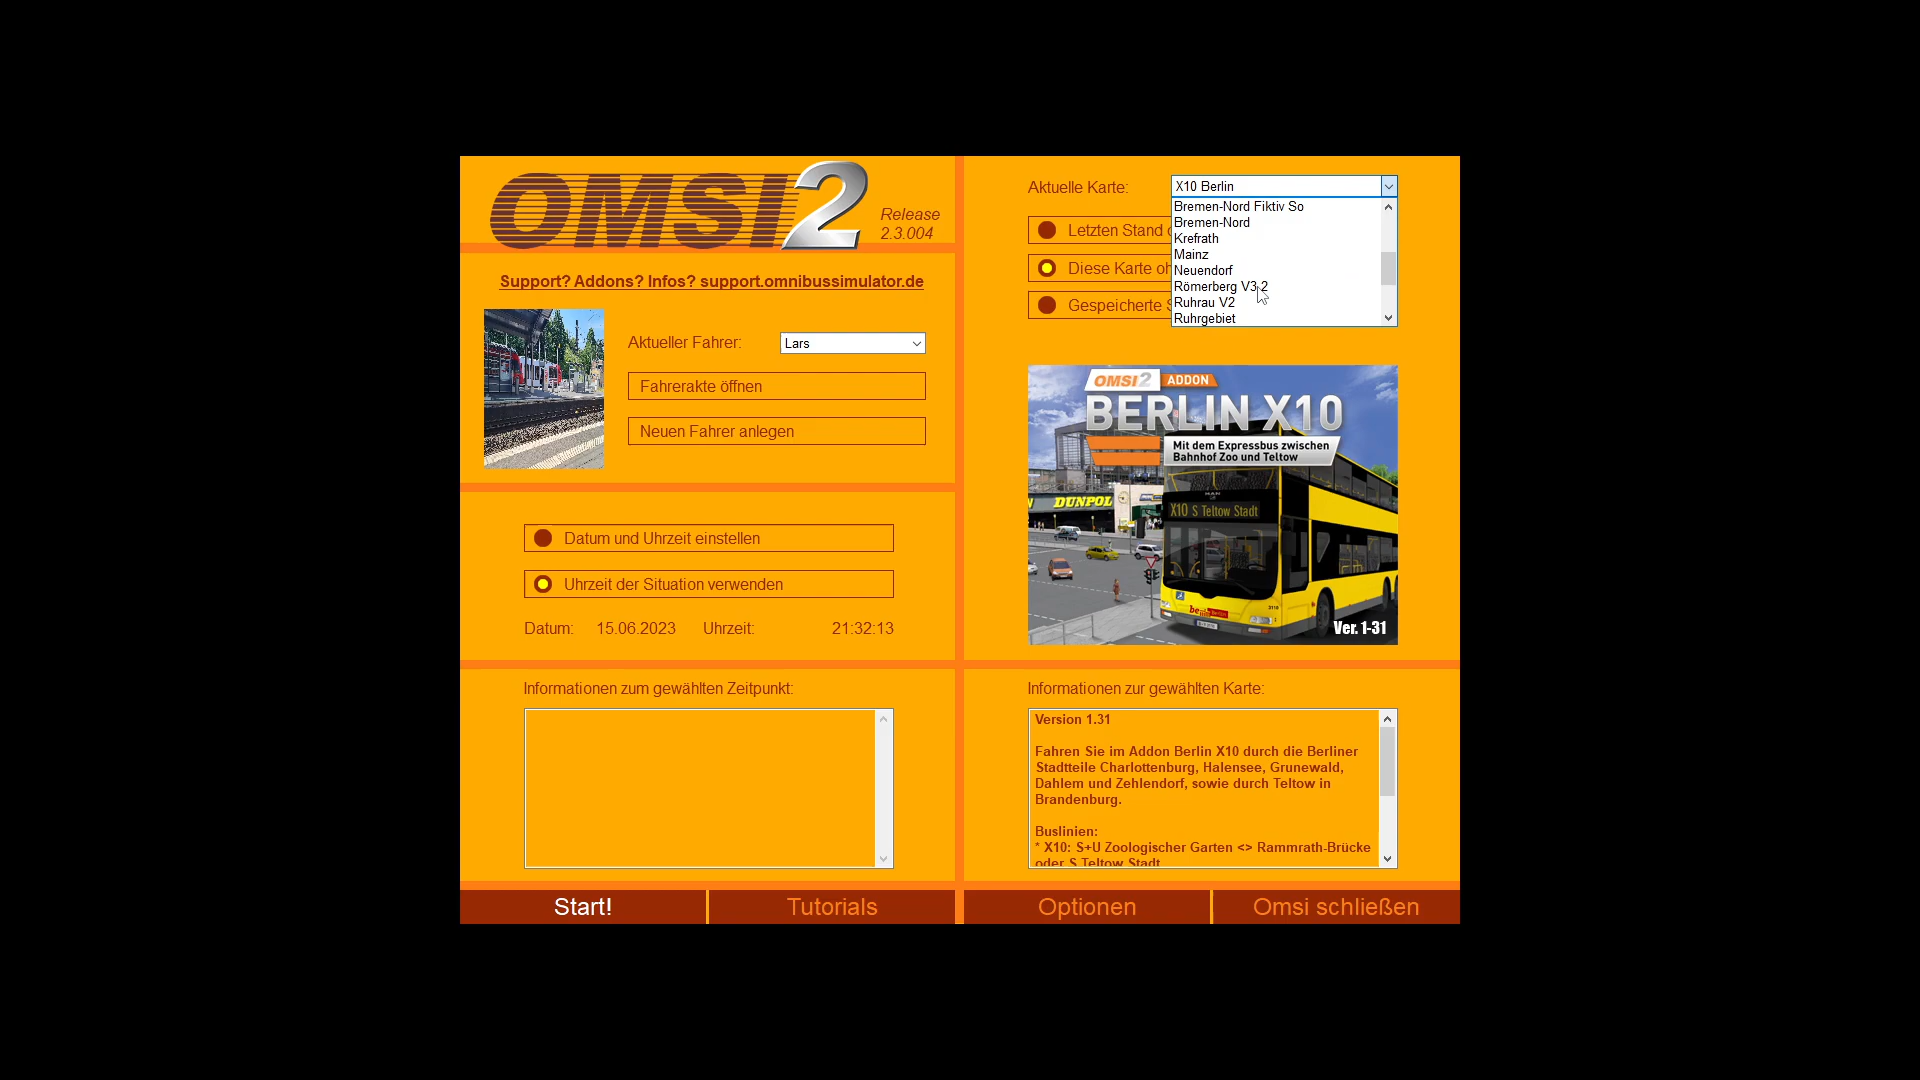 OMSI 2
Release
2.3.004
Support? Addons? Infos? support.omnibussimulator.de
Aktueller Fahrer:
Lars
Fahrerakte öffnen
Neuen Fahrer anlegen
Datum und Uhrzeit einstellen
Uhrzeit der Situation verwenden
Datum: 15.06.2023 Uhrzeit: 21:32:13
Informationen zum gewählten Zeitpunkt:
Aktuelle Karte:
X10 Berlin
Bremen-Nord Fiktiv So
Bremen-Nord
Krefrath
Mainz
Neuendorf
Römerberg V3.2
Ruhrau V2
Ruhrgebiet
Letzten Stand
Diese Karte oh
Gespeicherte
OMSI 2 ADDON
BERLIN X10
Mit dem Expressbus zwischen
Bahnhof Zoo und Teltow
DUNPOL
MAN
X10 S Teltow Stadt
Ver. 1-31
Informationen zur gewählten Karte:
Version 1.31
Fahren Sie im Addon Berlin X10 durch die Berliner
Stadtteile Charlottenburg, Halensee, Grunewald,
Dahlem und Zehlendorf, sowie durch Teltow in
Brandenburg.
Buslinien:
* X10: S+U Zoologischer Garten <> Rammrath-Brücke
oder S Teltow Stadt
Start!
Tutorials
Optionen
Omsi schließen